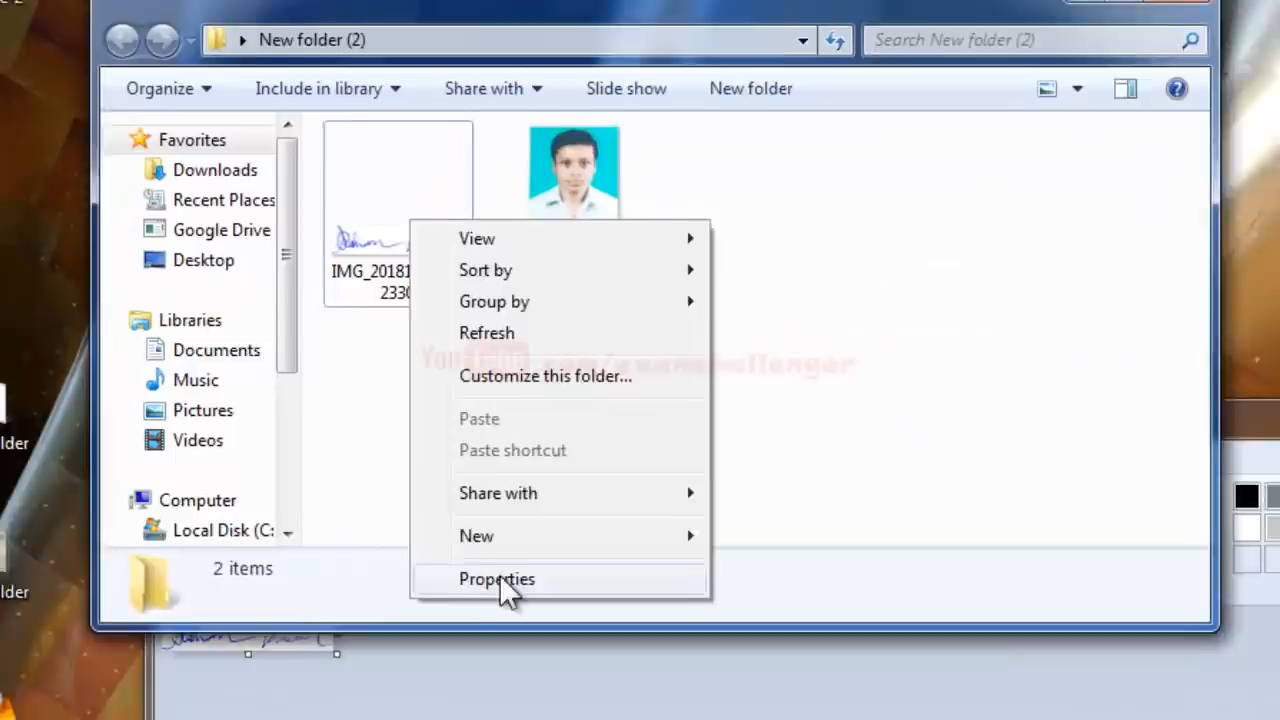 New folder (2)
Search New folder (2)
Organize
Include in library
Share with
Slide show
New folder
Favorites
Downloads
Recent Places
Google Drive
Desktop
Libraries
Documents
Music
Pictures
Videos
Computer
Local Disk (C:
IMG_2018
2330
View
Sort by
Group by
Refresh
Customize this folder...
Paste
Paste shortcut
Share with
New
Properties
2 items
lder
lder
YouTube